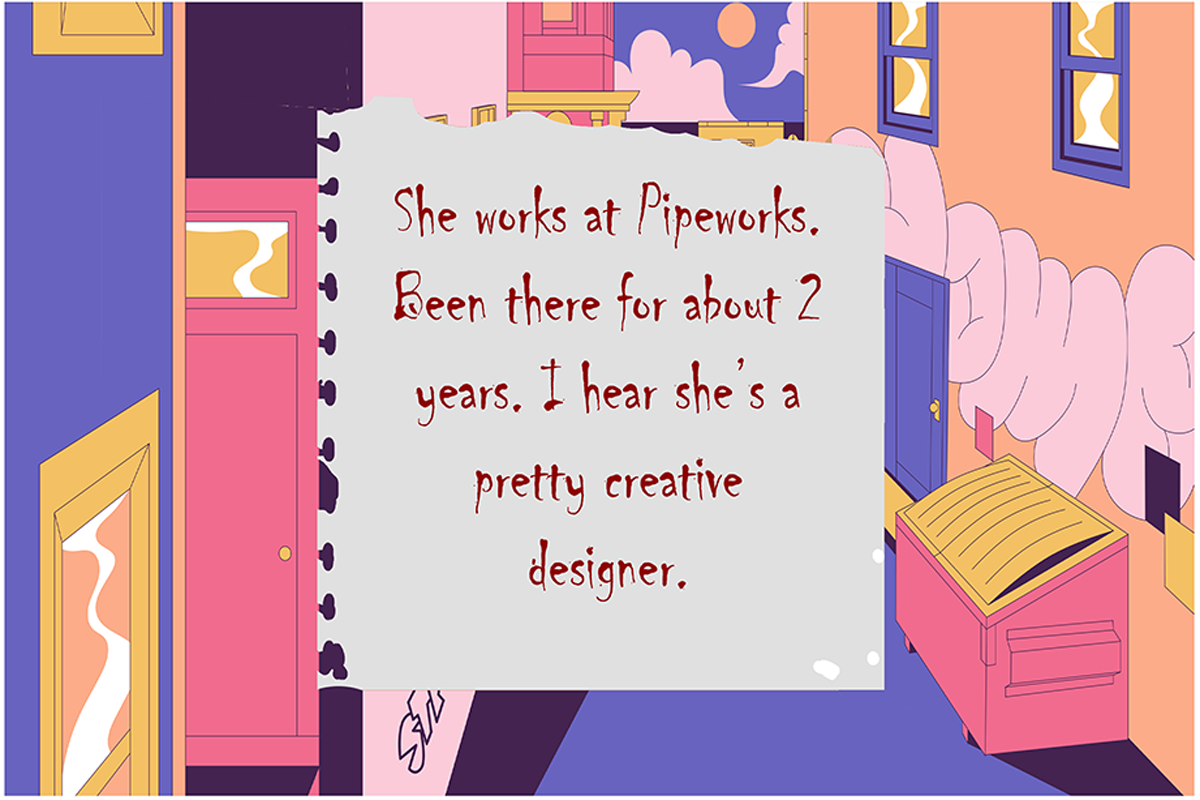 She works at Pipeworks.
Been there for about 2
years. I hear she's a
pretty creative
designer.